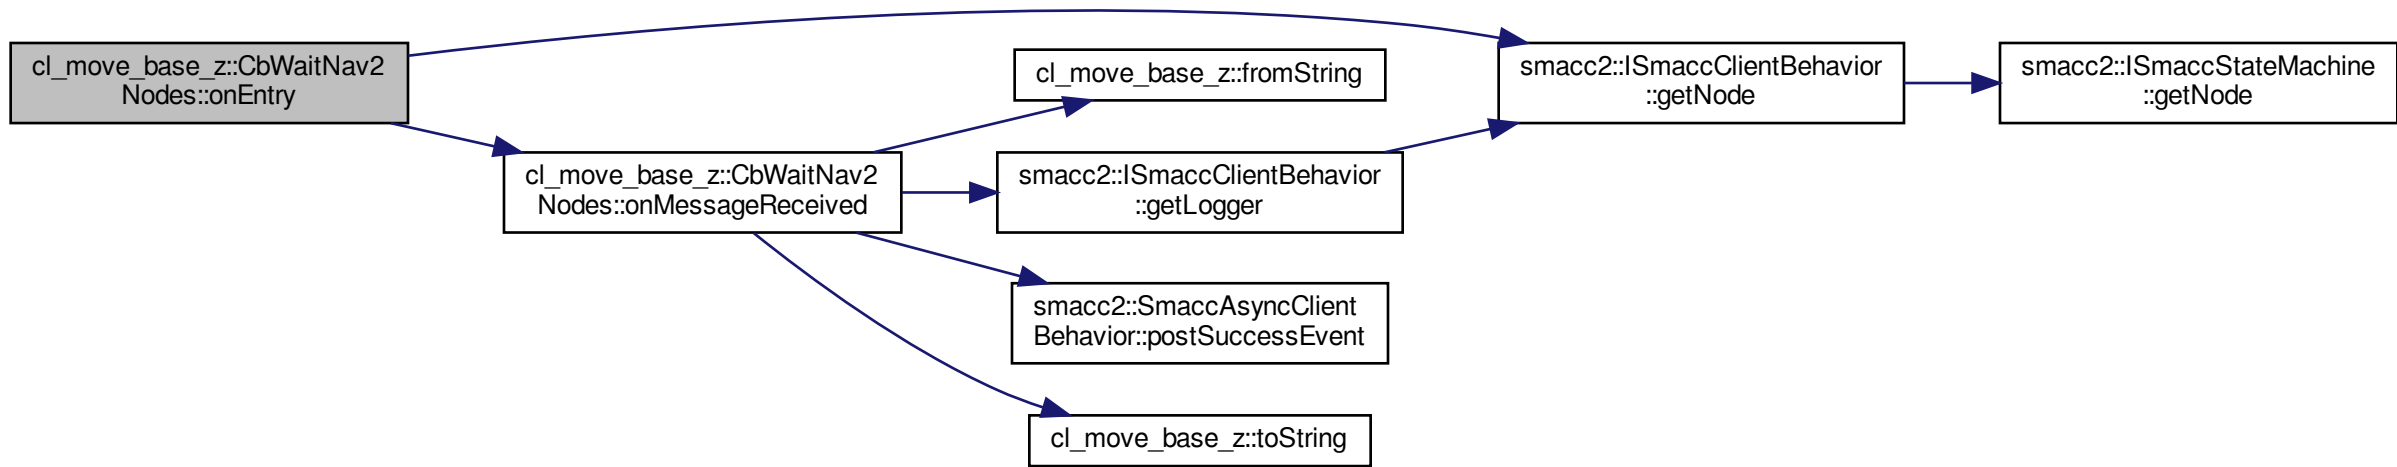 cl_move_base_z::CbWaitNav2
Nodes::onEntry
cl_move_base_z::CbWaitNav2
Nodes::onMessageReceived
cl_move_base_z::fromString
smacc2::ISmaccClientBehavior
::getLogger
smacc2::SmaccAsyncClient
Behavior::postSuccessEvent
cl_move_base_z::toString
smacc2::ISmaccClientBehavior
::getNode
smacc2::ISmaccStateMachine
::getNode